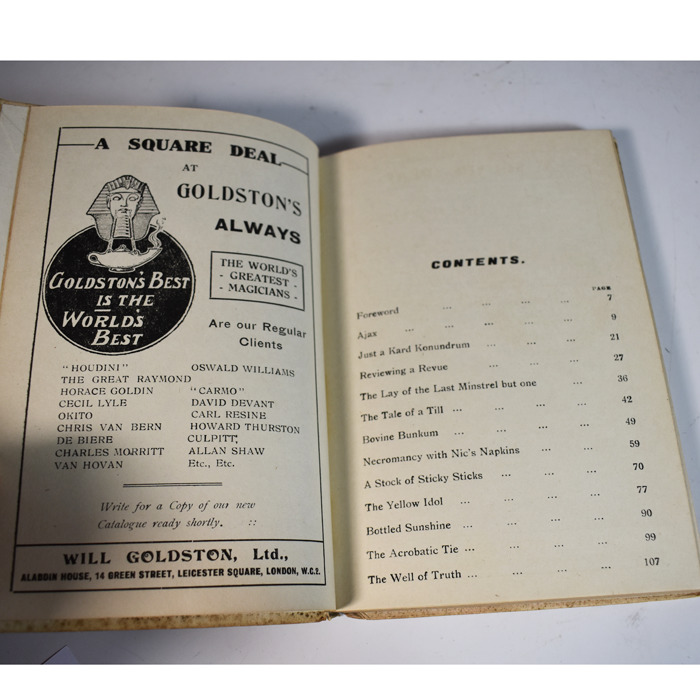 A SQUARE DEAL
AT
GOLDSTON'S
ALWAYS
GOLDSTON'S BEST
IS THE
WORLD'S
BEST
THE WORLD'S
- GREATEST -
- MAGICIANS -
Are our Regular
Clients
"HOUDINI" OSWALD WILLIAMS
THE GREAT RAYMOND
HORACE GOLDIN "CARMO"
CECIL LYLE DAVID DEVANT
OKITO CARL RESINE
CHRIS VAN BERN HOWARD THURSTON
DE BIERE CULPITT,
CHARLES MORRITT ALLAN SHAW
VAN HOVAN Etc., Etc.
Write for a Copy of our new
Catalogue ready shortly. ::
WILL GOLDSTON, Ltd.,
ALADDIN HOUSE, 14 GREEN STREET, LEICESTER SQUARE, LONDON, W.C.2.
CONTENTS.
PAGE
Foreword ... ... ... ... 7
Ajax ... ... ... ... 9
Just a Kard Konundrum ... ... ... 21
Reviewing a Revue ... ... ... 27
The Lay of the Last Minstrel but one ... 36
The Tale of a Till ... ... ... 42
Bovine Bunkum ... ... ... 49
Necromancy with Nic's Napkins ... ... 59
A Stock of Sticky Sticks ... ... 70
The Yellow Idol ... ... ... 77
Bottled Sunshine ... ... ... 90
The Acrobatic Tie ... ... ... 99
The Well of Truth ... ... ... 107